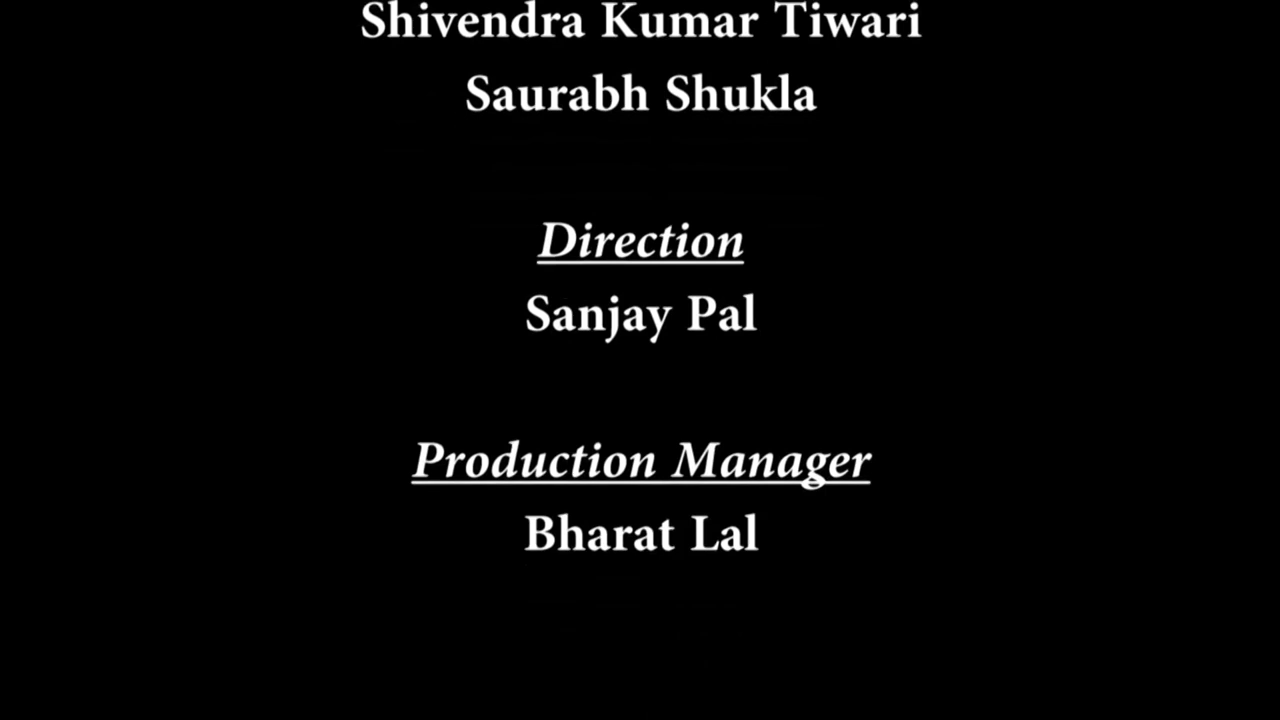 Shivendra Kumar Tiwari
Saurabh Shukla
Direction
Sanjay Pal
Production Manager
Bharat Lal